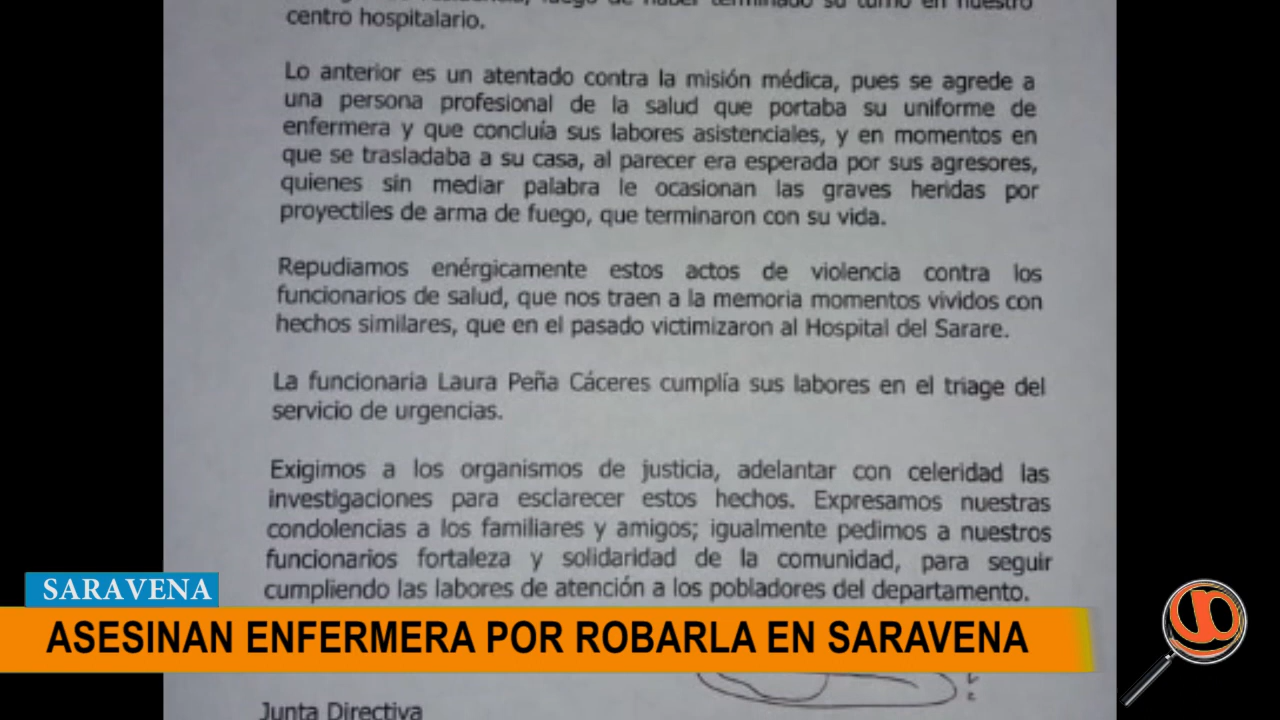 su turno en nuestro
centro hospitalario.
Lo anterior es un atentado contra la misión médica, pues se agrede a
una persona profesional de la salud que portaba su uniforme de
enfermera y que concluía sus labores asistenciales, y en momentos en
que se trasladaba a su casa, al parecer era esperada por sus agresores,
quienes sin mediar palabra le ocasionan las graves heridas por
proyectiles de arma de fuego, que terminaron con su vida.
Repudiamos enérgicamente estos actos de violencia contra los
funcionarios de salud, que nos traen a la memoria momentos vividos con
hechos similares, que en el pasado victimizaron al Hospital del Sarare.
La funcionaria Laura Peña Cáceres cumplía sus labores en el triage del
servicio de urgencias.
Exigimos a los organismos de justicia, adelantar con celeridad las
investigaciones para esclarecer estos hechos. Expresamos nuestras
condolencias a los familiares y amigos; igualmente pedimos a nuestros
funcionarios fortaleza y solidaridad de la comunidad, para seguir
cumpliendo las labores de atención a los pobladores del departamento.
SARAVENA
ASESINAN ENFERMERA POR ROBARLA EN SARAVENA
Junta Directiva